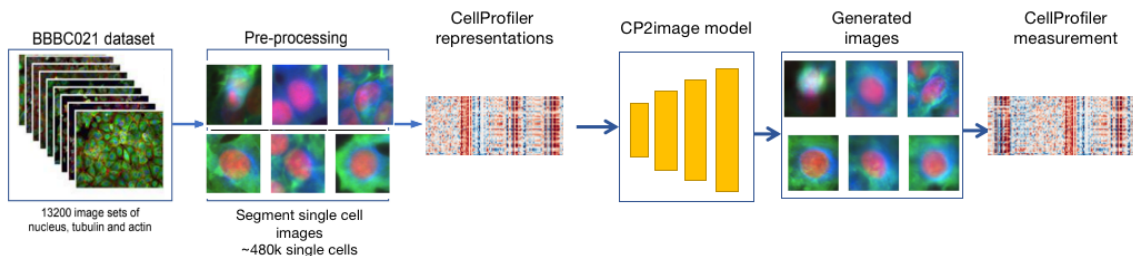 BBBC021 dataset
13200 image sets of
nucleus, tubulin and actin
Pre-processing
Segment single cell
images
~480k single cells
CellProfiler
representations
CP2image model
Generated
images
CellProfiler
measurement